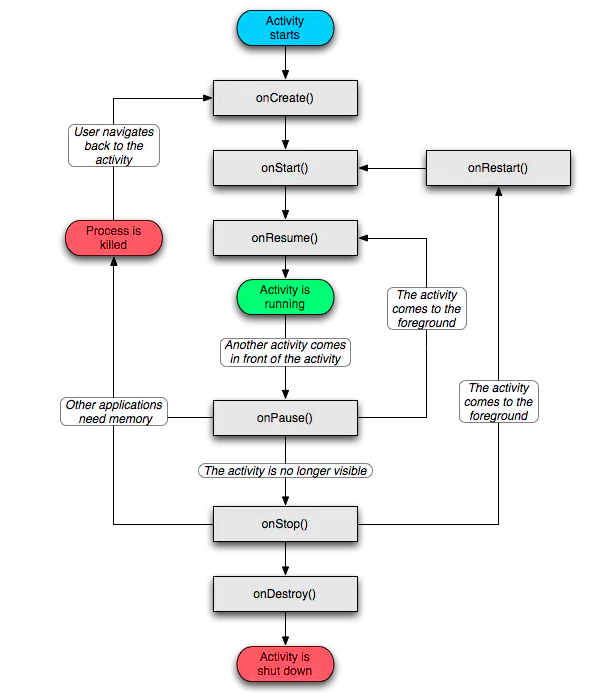 Activity
starts
onCreate()
User navigates
back to the
activity
onStart()
onRestart()
Process is
killed
onResume()
Activity is
running
The activity
comes to the
foreground
Another activity comes
in front of the activity
The activity
comes to the
foreground
Other applications
need memory
onPause()
The activity is no longer visible
onStop()
onDestroy()
Activity is
shut down